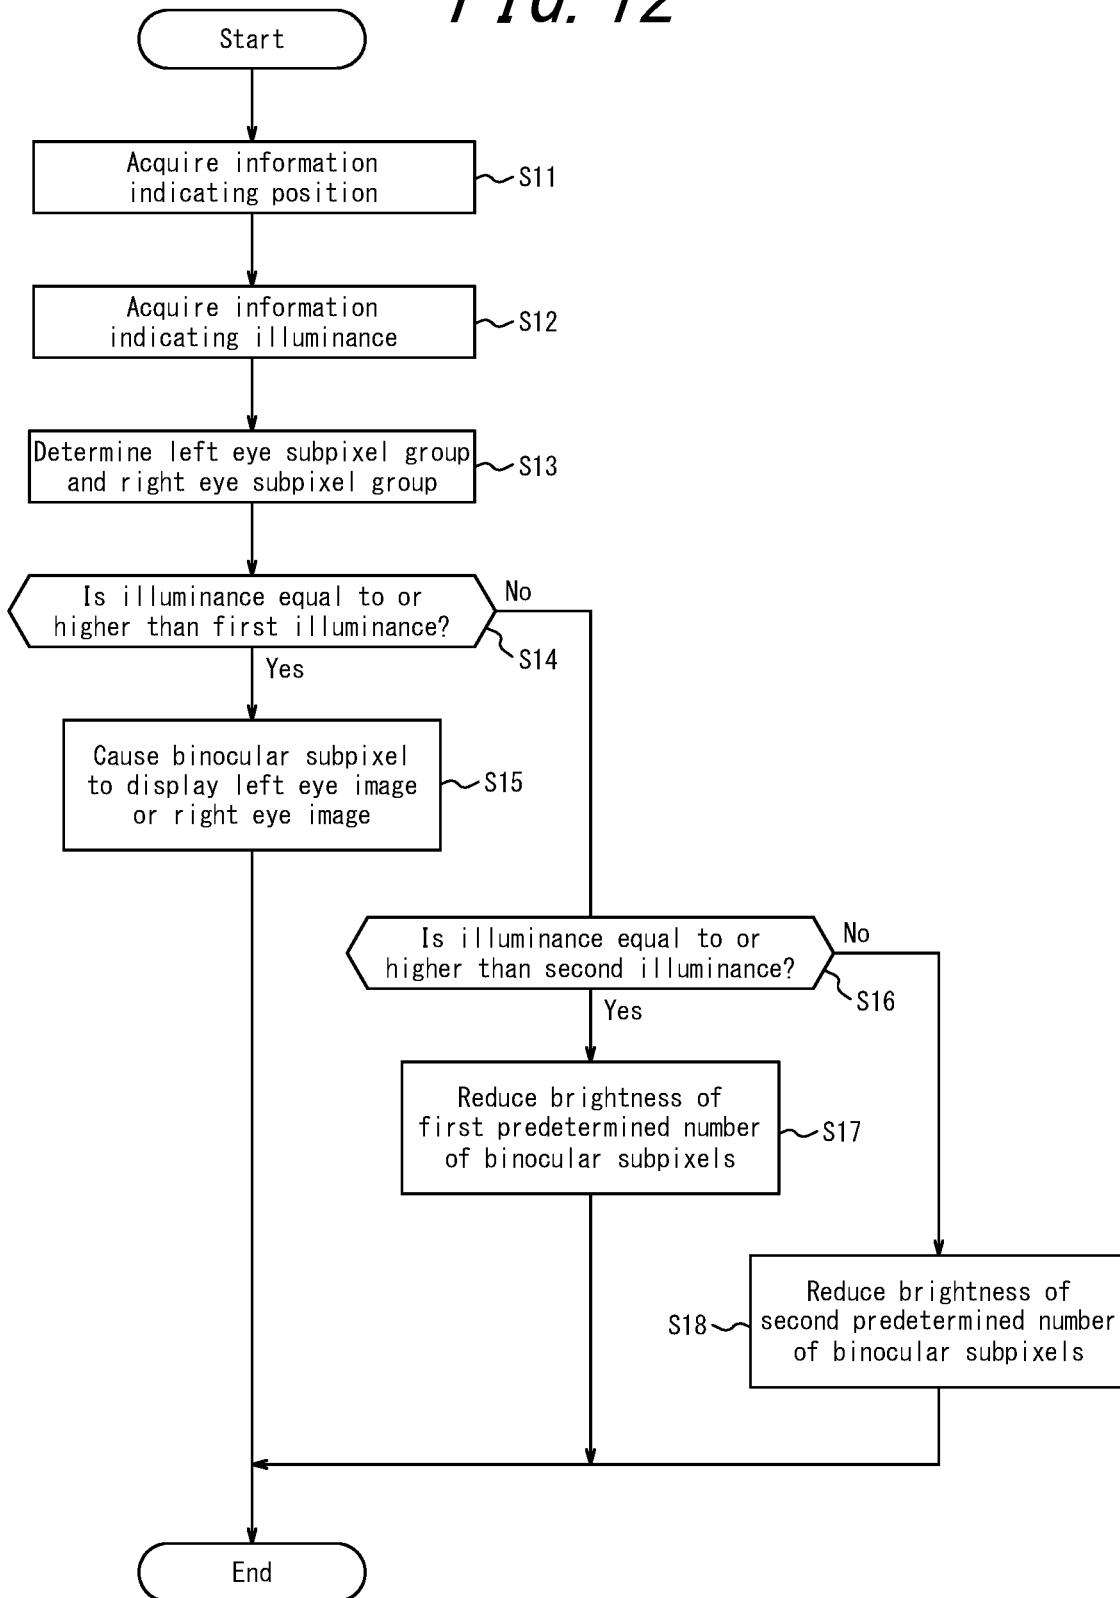 FIG. 12
Start
Acquire information
indicating position
S11
Acquire information
indicating illuminance
S12
Determine left eye subpixel group
and right eye subpixel group
S13
Is illuminance equal to or
higher than first illuminance?
No
S14
Yes
Cause binocular subpixel
to display left eye image
or right eye image
S15
Is illuminance equal to or
higher than second illuminance?
No
S16
Yes
Reduce brightness of
first predetermined number
of binocular subpixels
S17
Reduce brightness of
second predetermined number
of binocular subpixels
S18
End